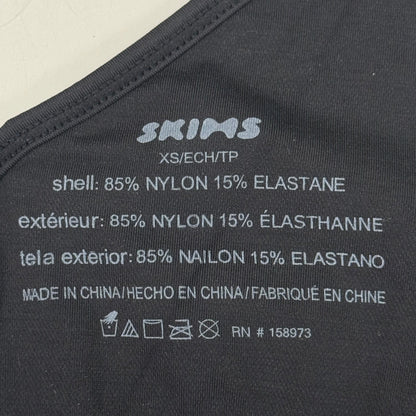 SKIMS
XS/ECH/TP
shell: 85% NYLON 15% ELASTANE
extérieur: 85% NYLON 15% ÉLASTHANNE
tela exterior: 85% NAILON 15% ELASTANO
MADE IN CHINA/HECHO EN CHINA/FABRIQUÉ EN CHINE
RN # 158973